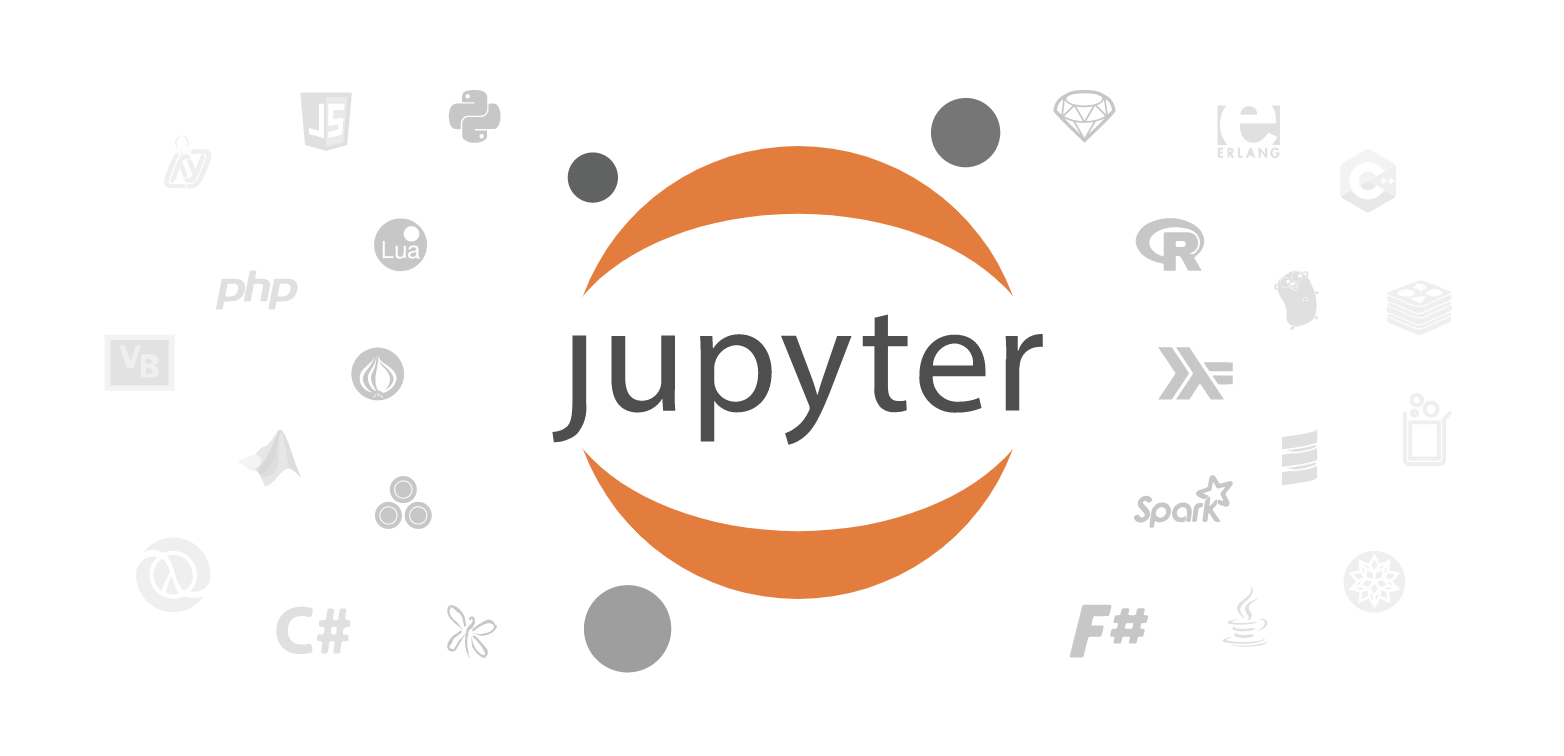 JS
ERLANG
C++
Lua
R
php
jupyter
VB
Spark
C#
F#